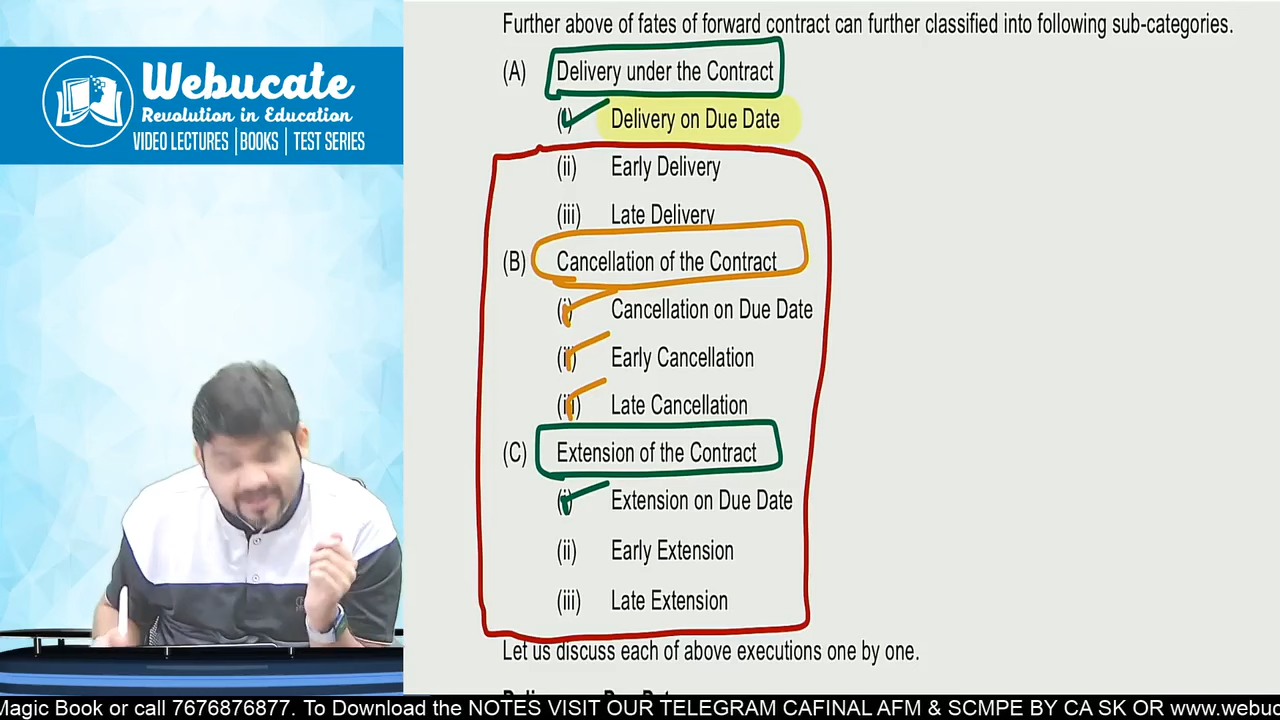 Further above of fates of forward contract can further classified into following sub-categories.
Webucate
Revolution in Education
VIDEO LECTURES | BOOKS | TEST SERIES
(A) Delivery under the Contract
(i) Delivery on Due Date
(ii) Early Delivery
(iii) Late Delivery
(B) Cancellation of the Contract
(i) Cancellation on Due Date
(ii) Early Cancellation
(iii) Late Cancellation
(C) Extension of the Contract
(i) Extension on Due Date
(ii) Early Extension
(iii) Late Extension
Let us discuss each of above executions one by one.
Magic Book or call 7676876877. To Download the NOTES VISIT OUR TELEGRAM CAFINAL AFM & SCMPE BY CA SK OR www.webuc